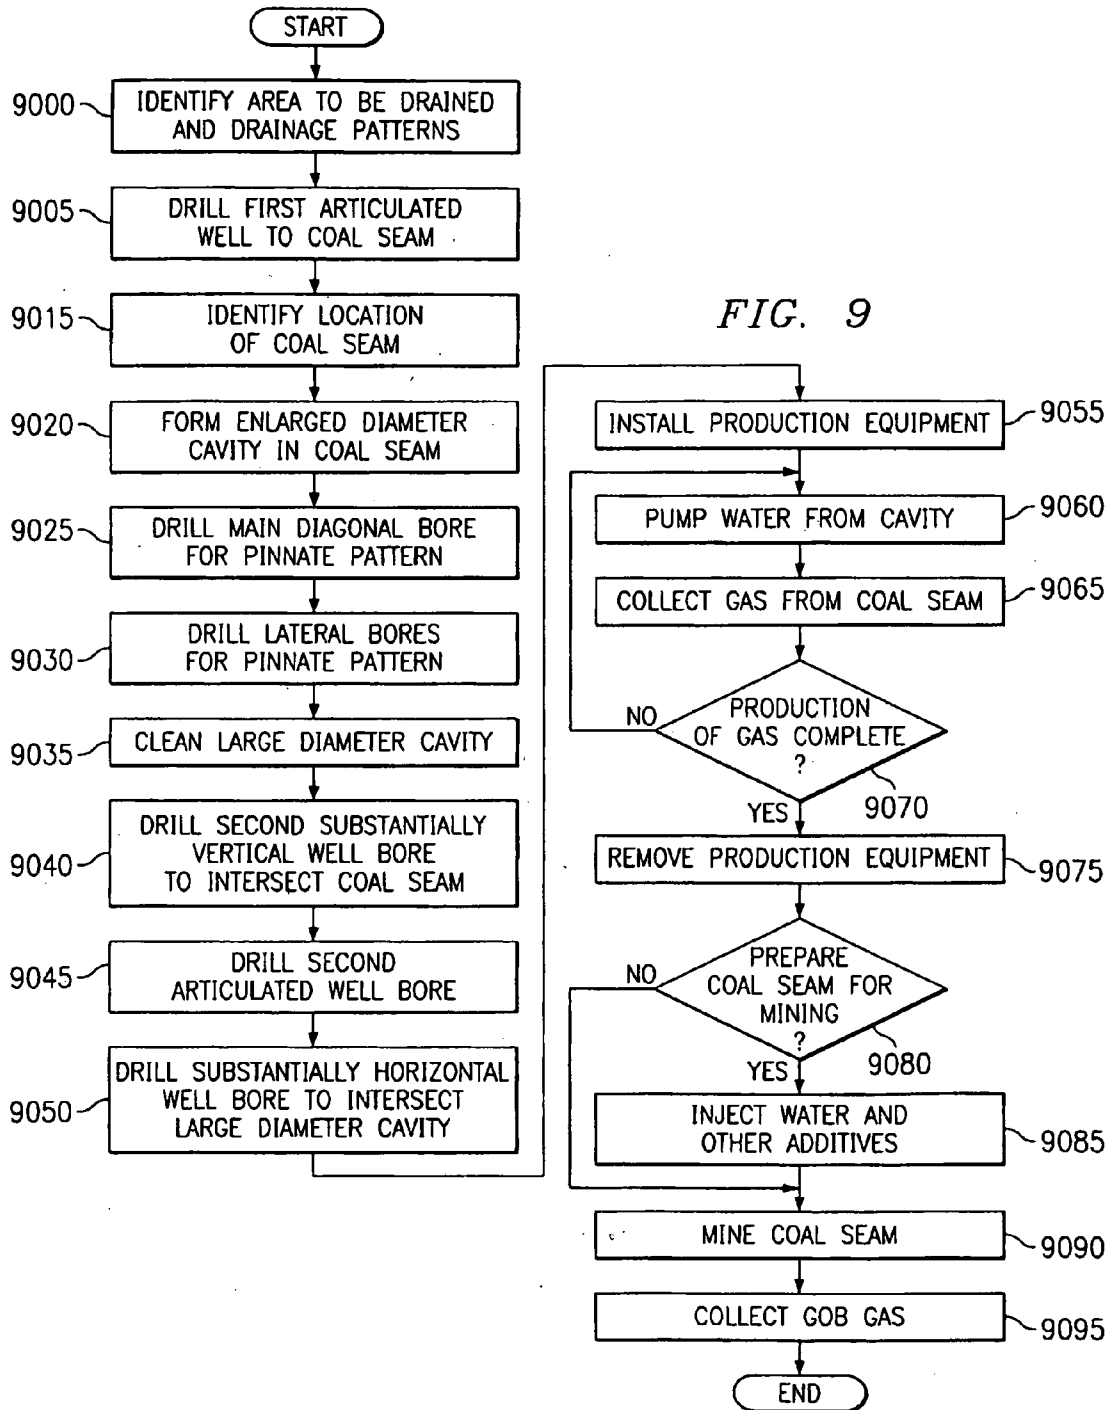 START
9000
IDENTIFY AREA TO BE DRAINED
AND DRAINAGE PATTERNS
9005
DRILL FIRST ARTICULATED
WELL TO COAL SEAM
9015
IDENTIFY LOCATION
OF COAL SEAM
9020
FORM ENLARGED DIAMETER
CAVITY IN COAL SEAM
9025
DRILL MAIN DIAGONAL BORE
FOR PINNATE PATTERN
9030
DRILL LATERAL BORES
FOR PINNATE PATTERN
9035
CLEAN LARGE DIAMETER CAVITY
9040
DRILL SECOND SUBSTANTIALLY
VERTICAL WELL BORE
TO INTERSECT COAL SEAM
9045
DRILL SECOND
ARTICULATED WELL BORE
9050
DRILL SUBSTANTIALLY HORIZONTAL
WELL BORE TO INTERSECT
LARGE DIAMETER CAVITY
FIG. 9
INSTALL PRODUCTION EQUIPMENT
9055
PUMP WATER FROM CAVITY
9060
COLLECT GAS FROM COAL SEAM
9065
NO
PRODUCTION
OF GAS COMPLETE
?
9070
YES
REMOVE PRODUCTION EQUIPMENT
9075
NO
PREPARE
COAL SEAM FOR
MINING
?
9080
YES
INJECT WATER AND
OTHER ADDITIVES
9085
MINE COAL SEAM
9090
COLLECT GOB GAS
9095
END